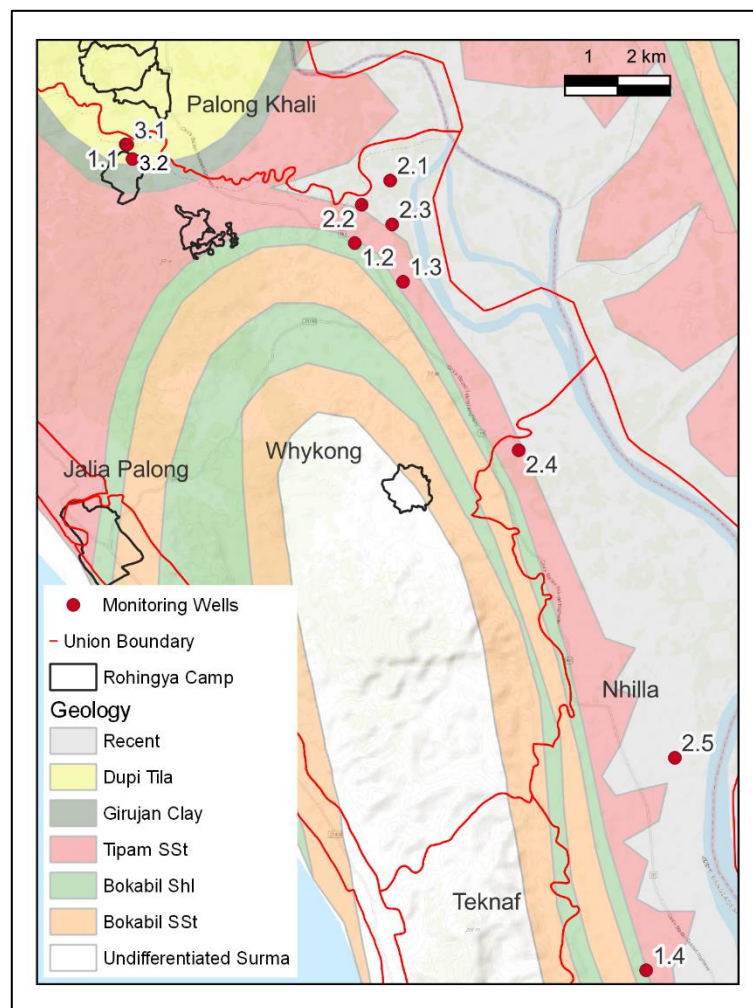 1 2 km
Palong Khali
3.1
1.1
3.2
2.1
2.2
2.3
1.2
1.3
Whykong
Jalia Palong
2.4
Monitoring Wells
Union Boundary
Rohingya Camp
Geology
Recent
Dupi Tila
Girujan Clay
Tipam SSt
Bokabil Shl
Bokabil SSt
Undifferentiated Surma
Nhilla
2.5
Teknaf
1.4